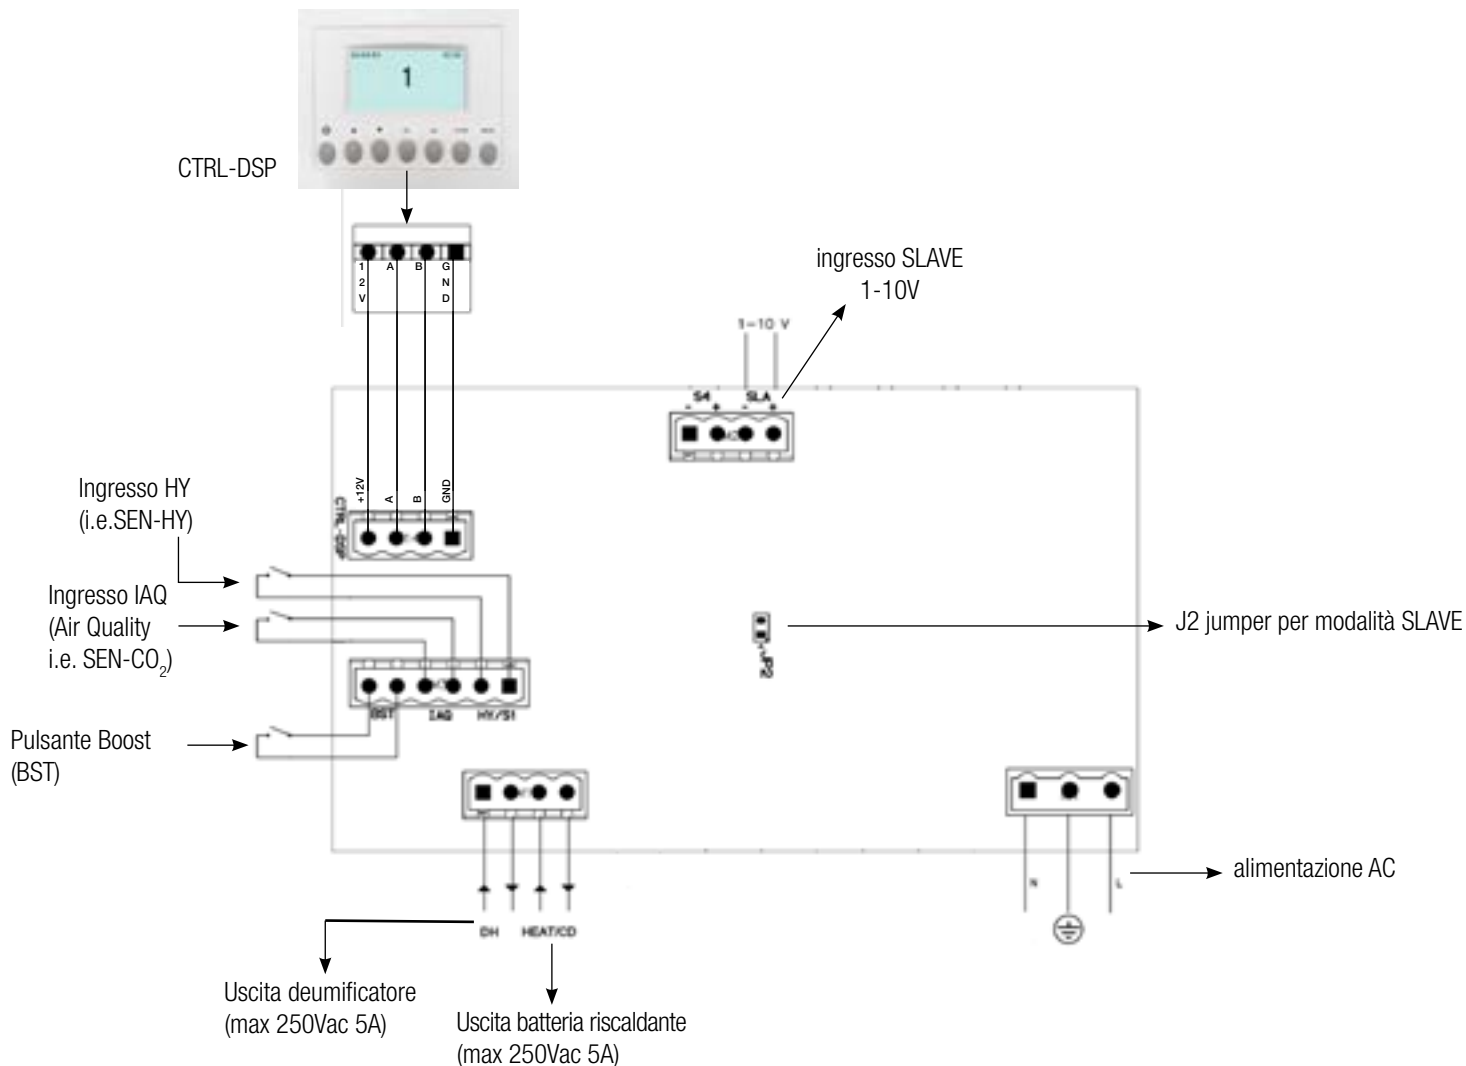 1
CTRL-DSP
1 A B G
2 N
V D
ingresso SLAVE
1-10V
1-10 V
S4 SLA
- + - +
+12V A B GND
CTRL-DSP
Ingresso HY
(i.e.SEN-HY)
Ingresso IAQ
(Air Quality
i.e. SEN-CO₂)
J2 jumper per modalità SLAVE
JP2
BST IAQ HY/S1
Pulsante Boost
(BST)
N L
alimentazione AC
DH HEAT/CD
Uscita deumificatore
(max 250Vac 5A)
Uscita batteria riscaldante
(max 250Vac 5A)